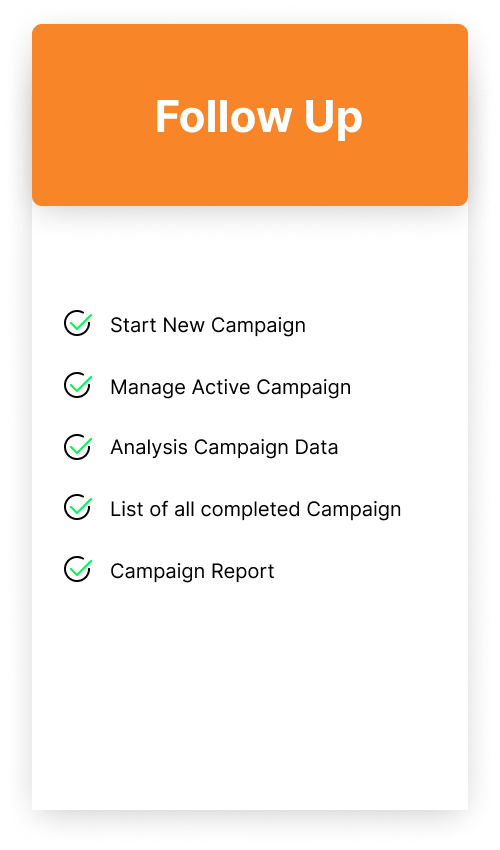 Follow Up
Start New Campaign
Manage Active Campaign
Analysis Campaign Data
List of all completed Campaign
Campaign Report